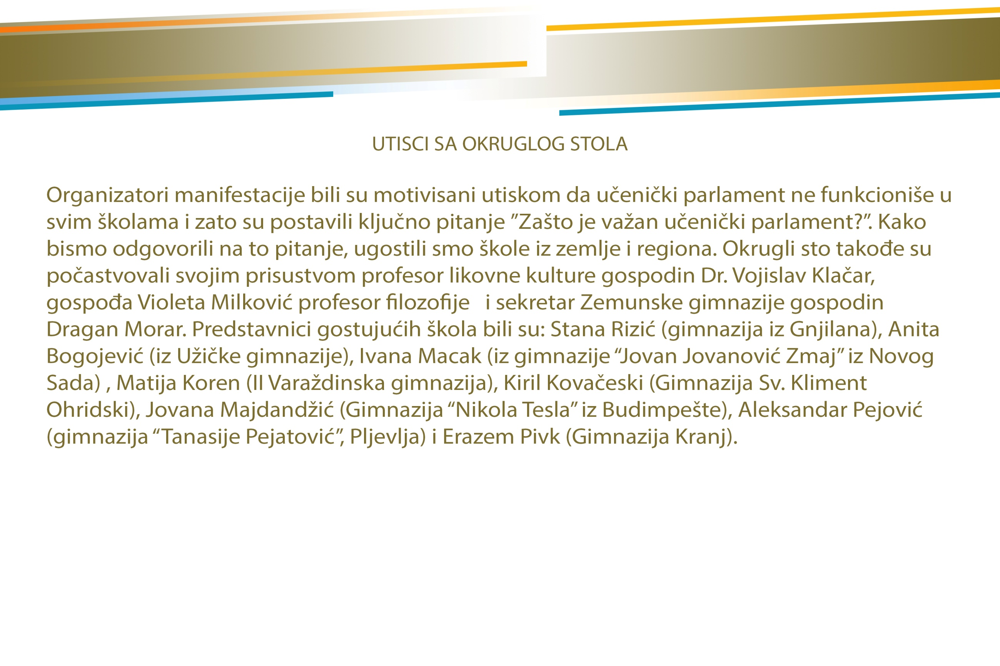 UTISCI SA OKRUGLOG STOLA
Organizatori manifestacije bili su motivisani utiskom da učenički parlament ne funkcioniše u
svim školama i zato su postavili ključno pitanje ”Zašto je važan učenički parlament?”. Kako
bismo odgovorili na to pitanje, ugostili smo škole iz zemlje i regiona. Okrugli sto takođe su
počastvovali svojim prisustvom profesor likovne kulture gospodin Dr. Vojislav Klačar,
gospođa Violeta Milković profesor filozofije   i sekretar Zemunske gimnazije gospodin
Dragan Morar. Predstavnici gostujućih škola bili su: Stana Rizić (gimnazija iz Gnjilana), Anita
Bogojević (iz Užičke gimnazije), Ivana Macak (iz gimnazije “Jovan Jovanović Zmaj” iz Novog
Sada) , Matija Koren (II Varaždinska gimnazija), Kiril Kovačeski (Gimnazija Sv. Kliment
Ohridski), Jovana Majdandžić (Gimnazija “Nikola Tesla” iz Budimpešte), Aleksandar Pejović
(gimnazija “Tanasije Pejatović”, Pljevlja) i Erazem Pivk (Gimnazija Kranj).